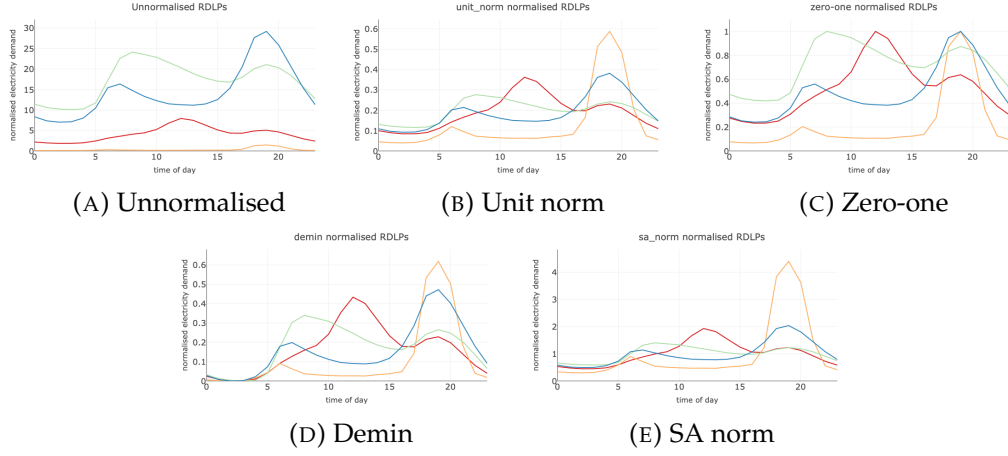 Unnormalised RDLPs
normalised electricity demand
30
25
20
15
10
5
0
0 5 10 15 20
time of day
(A) Unnormalised
unit_norm normalised RDLPs
normalised electricity demand
0.6
0.5
0.4
0.3
0.2
0.1
0
0 5 10 15 20
time of day
(B) Unit norm
zero-one normalised RDLPs
normalised electricity demand
1
0.8
0.6
0.4
0.2
0
0 5 10 15 20
time of day
(C) Zero-one
demin normalised RDLPs
normalised electricity demand
0.6
0.5
0.4
0.3
0.2
0.1
0
0 5 10 15 20
time of day
(D) Demin
sa_norm normalised RDLPs
normalised electricity demand
4
3
2
1
0
0 5 10 15 20
time of day
(E) SA norm